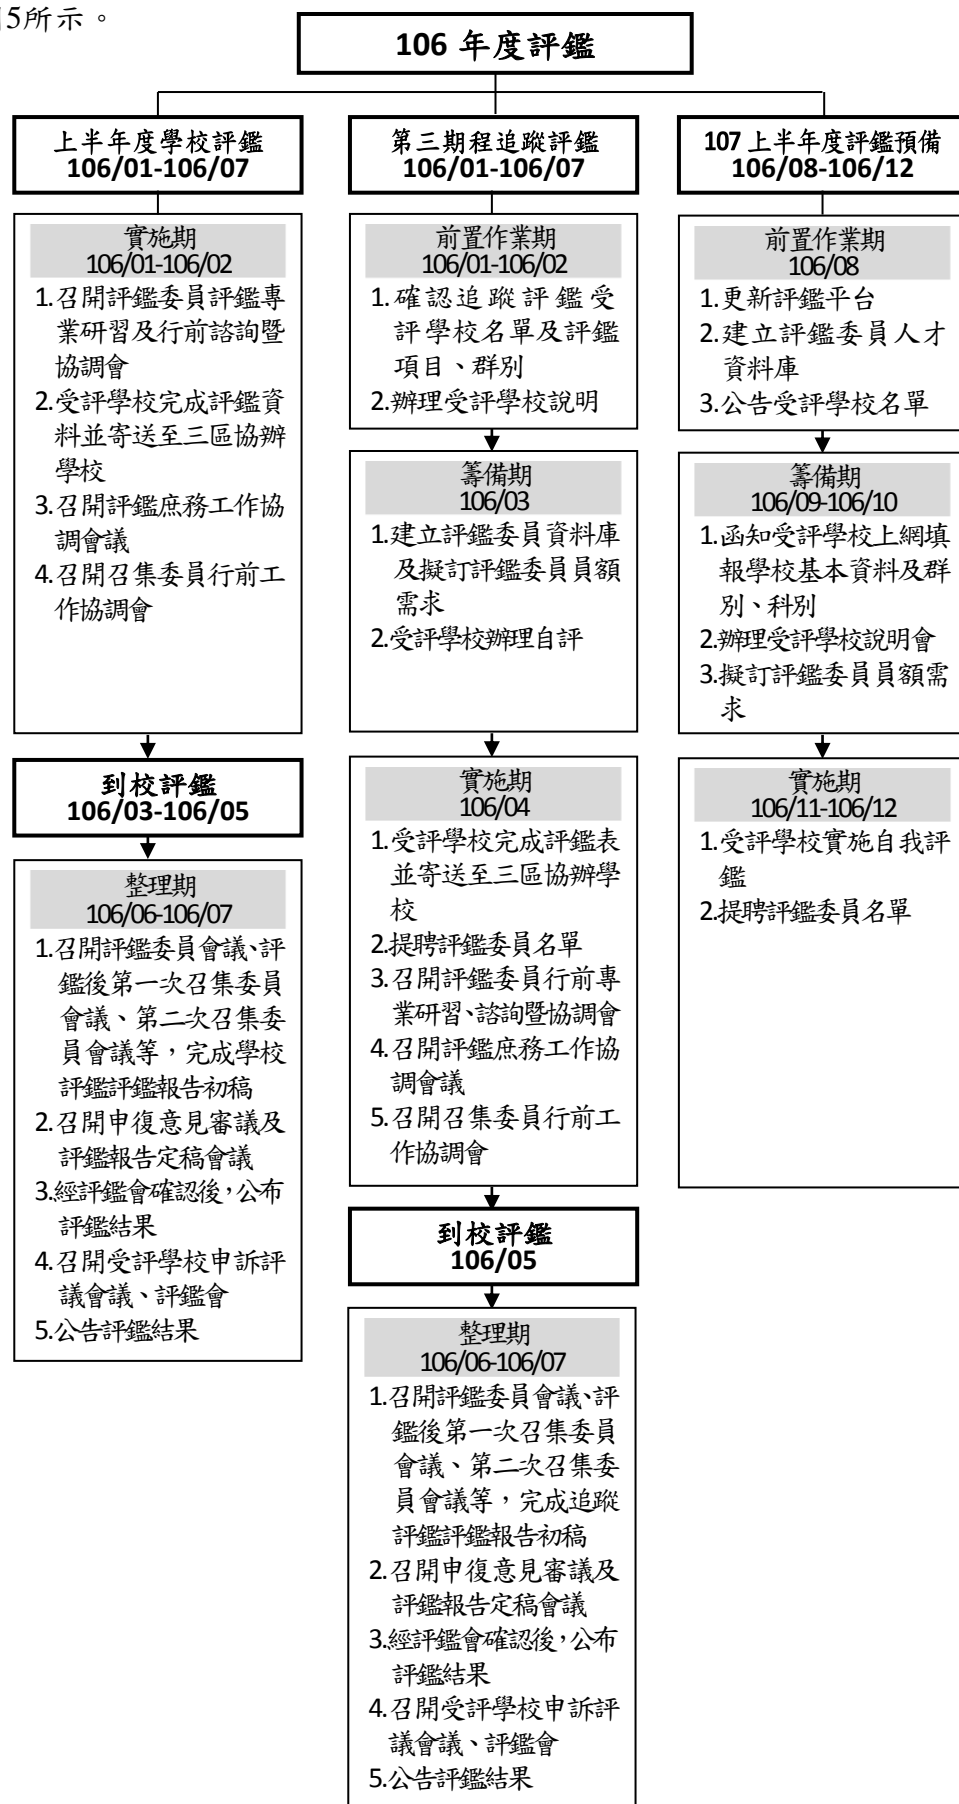 5所示。
106 年度評鑑
上半年度學校評鑑
106/01-106/07
實施期
106/01-106/02
1.召開評鑑委員評鑑專
業研習及行前諮詢暨
協調會
2.受評學校完成評鑑資
料並寄送至三區協辦
學校
3.召開評鑑庶務工作協
調會議
4.召開召集委員行前工
作協調會
到校評鑑
106/03-106/05
整理期
106/06-106/07
1.召開評鑑委員會議、評
鑑後第一次召集委員
會議、第二次召集委
員會議等，完成學校
評鑑評鑑報告初稿
2.召開申復意見審議及
評鑑報告定稿會議
3.經評鑑會確認後，公布
評鑑結果
4.召開受評學校申訴評
議會議、評鑑會
5.公告評鑑結果
第三期程追蹤評鑑
106/01-106/07
前置作業期
106/01-106/02
1.確認追蹤評鑑受
評學校名單及評鑑
項目、群別
2.辦理受評學校說明
籌備期
106/03
1.建立評鑑委員資料庫
及擬訂評鑑委員員額
需求
2.受評學校辦理自評
實施期
106/04
1.受評學校完成評鑑表
並寄送至三區協辦學
校
2.提聘評鑑委員名單
3.召開評鑑委員行前專
業研習、諮詢暨協調會
4.召開評鑑庶務工作協
調會議
5.召開召集委員行前工
作協調會
到校評鑑
106/05
整理期
106/06-106/07
1.召開評鑑委員會議、評
鑑後第一次召集委員
會議、第二次召集委
員會議等，完成追蹤
評鑑評鑑報告初稿
2.召開申復意見審議及
評鑑報告定稿會議
3.經評鑑會確認後，公布
評鑑結果
4.召開受評學校申訴評
議會議、評鑑會
5.公告評鑑結果
107 上半年度評鑑預備
106/08-106/12
前置作業期
106/08
1.更新評鑑平台
2.建立評鑑委員人才
資料庫
3.公告受評學校名單
籌備期
106/09-106/10
1.函知受評學校上網填
報學校基本資料及群
別、科別
2.辦理受評學校說明會
3.擬訂評鑑委員員額需
求
實施期
106/11-106/12
1.受評學校實施自我評
鑑
2.提聘評鑑委員名單